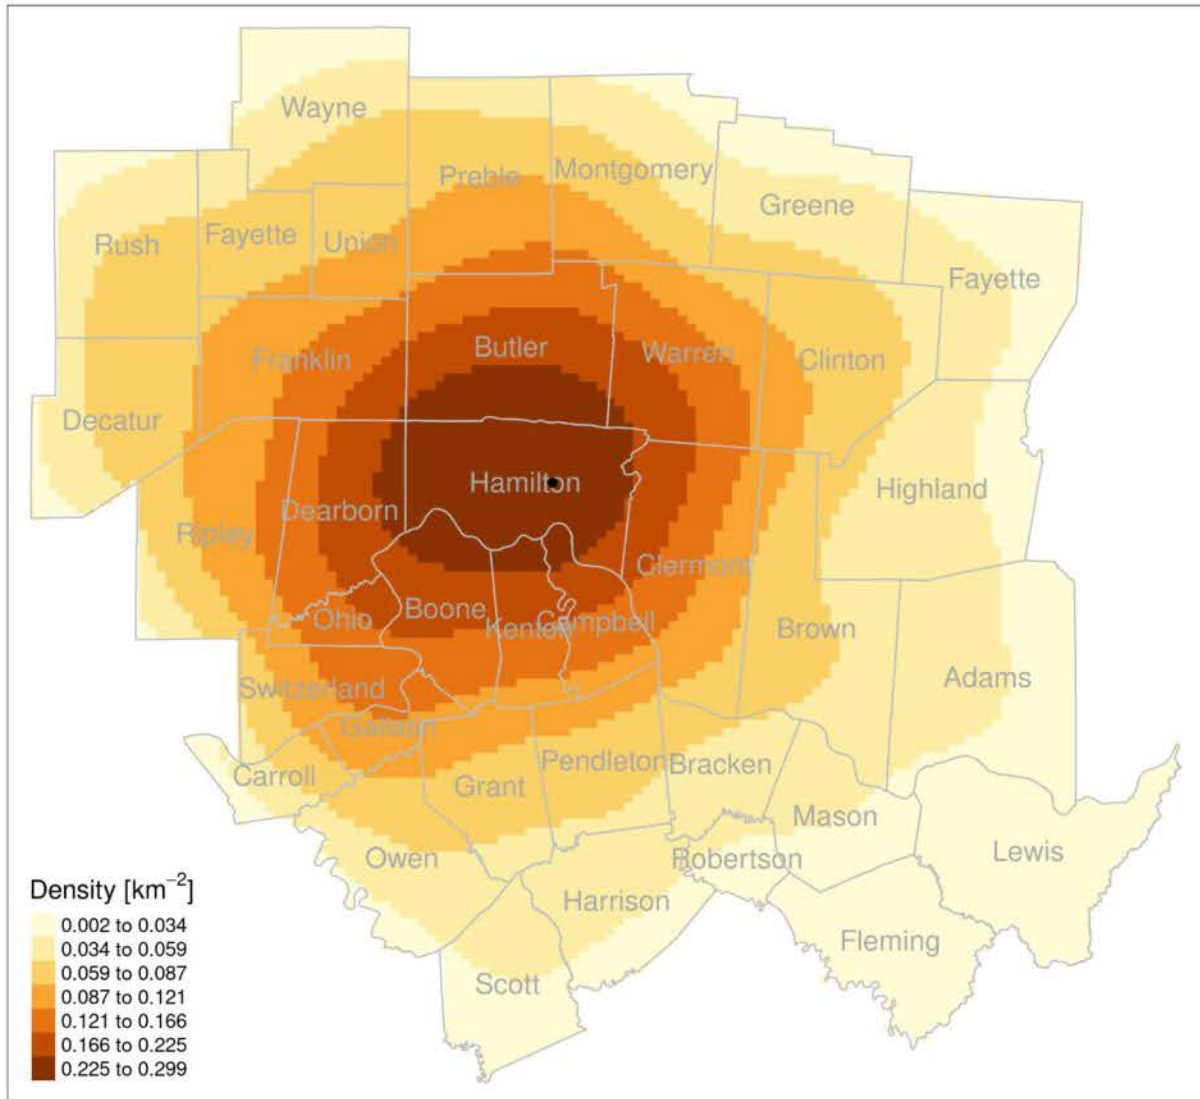 Wayne
Preble
Montgomery
Greene
Rush
Fayette
Union
Fayette
Franklin
Butler
Warren
Clinton
Decatur
Hamilton
Highland
Dearborn
Ripley
Clermont
Ohio
Boone
Kenton
Campbell
Brown
Switzerland
Adams
Gallatin
Carroll
Grant
Pendleton
Bracken
Mason
Owen
Robertson
Lewis
Harrison
Fleming
Scott
Density [km⁻²]
0.002 to 0.034
0.034 to 0.059
0.059 to 0.087
0.087 to 0.121
0.121 to 0.166
0.166 to 0.225
0.225 to 0.299